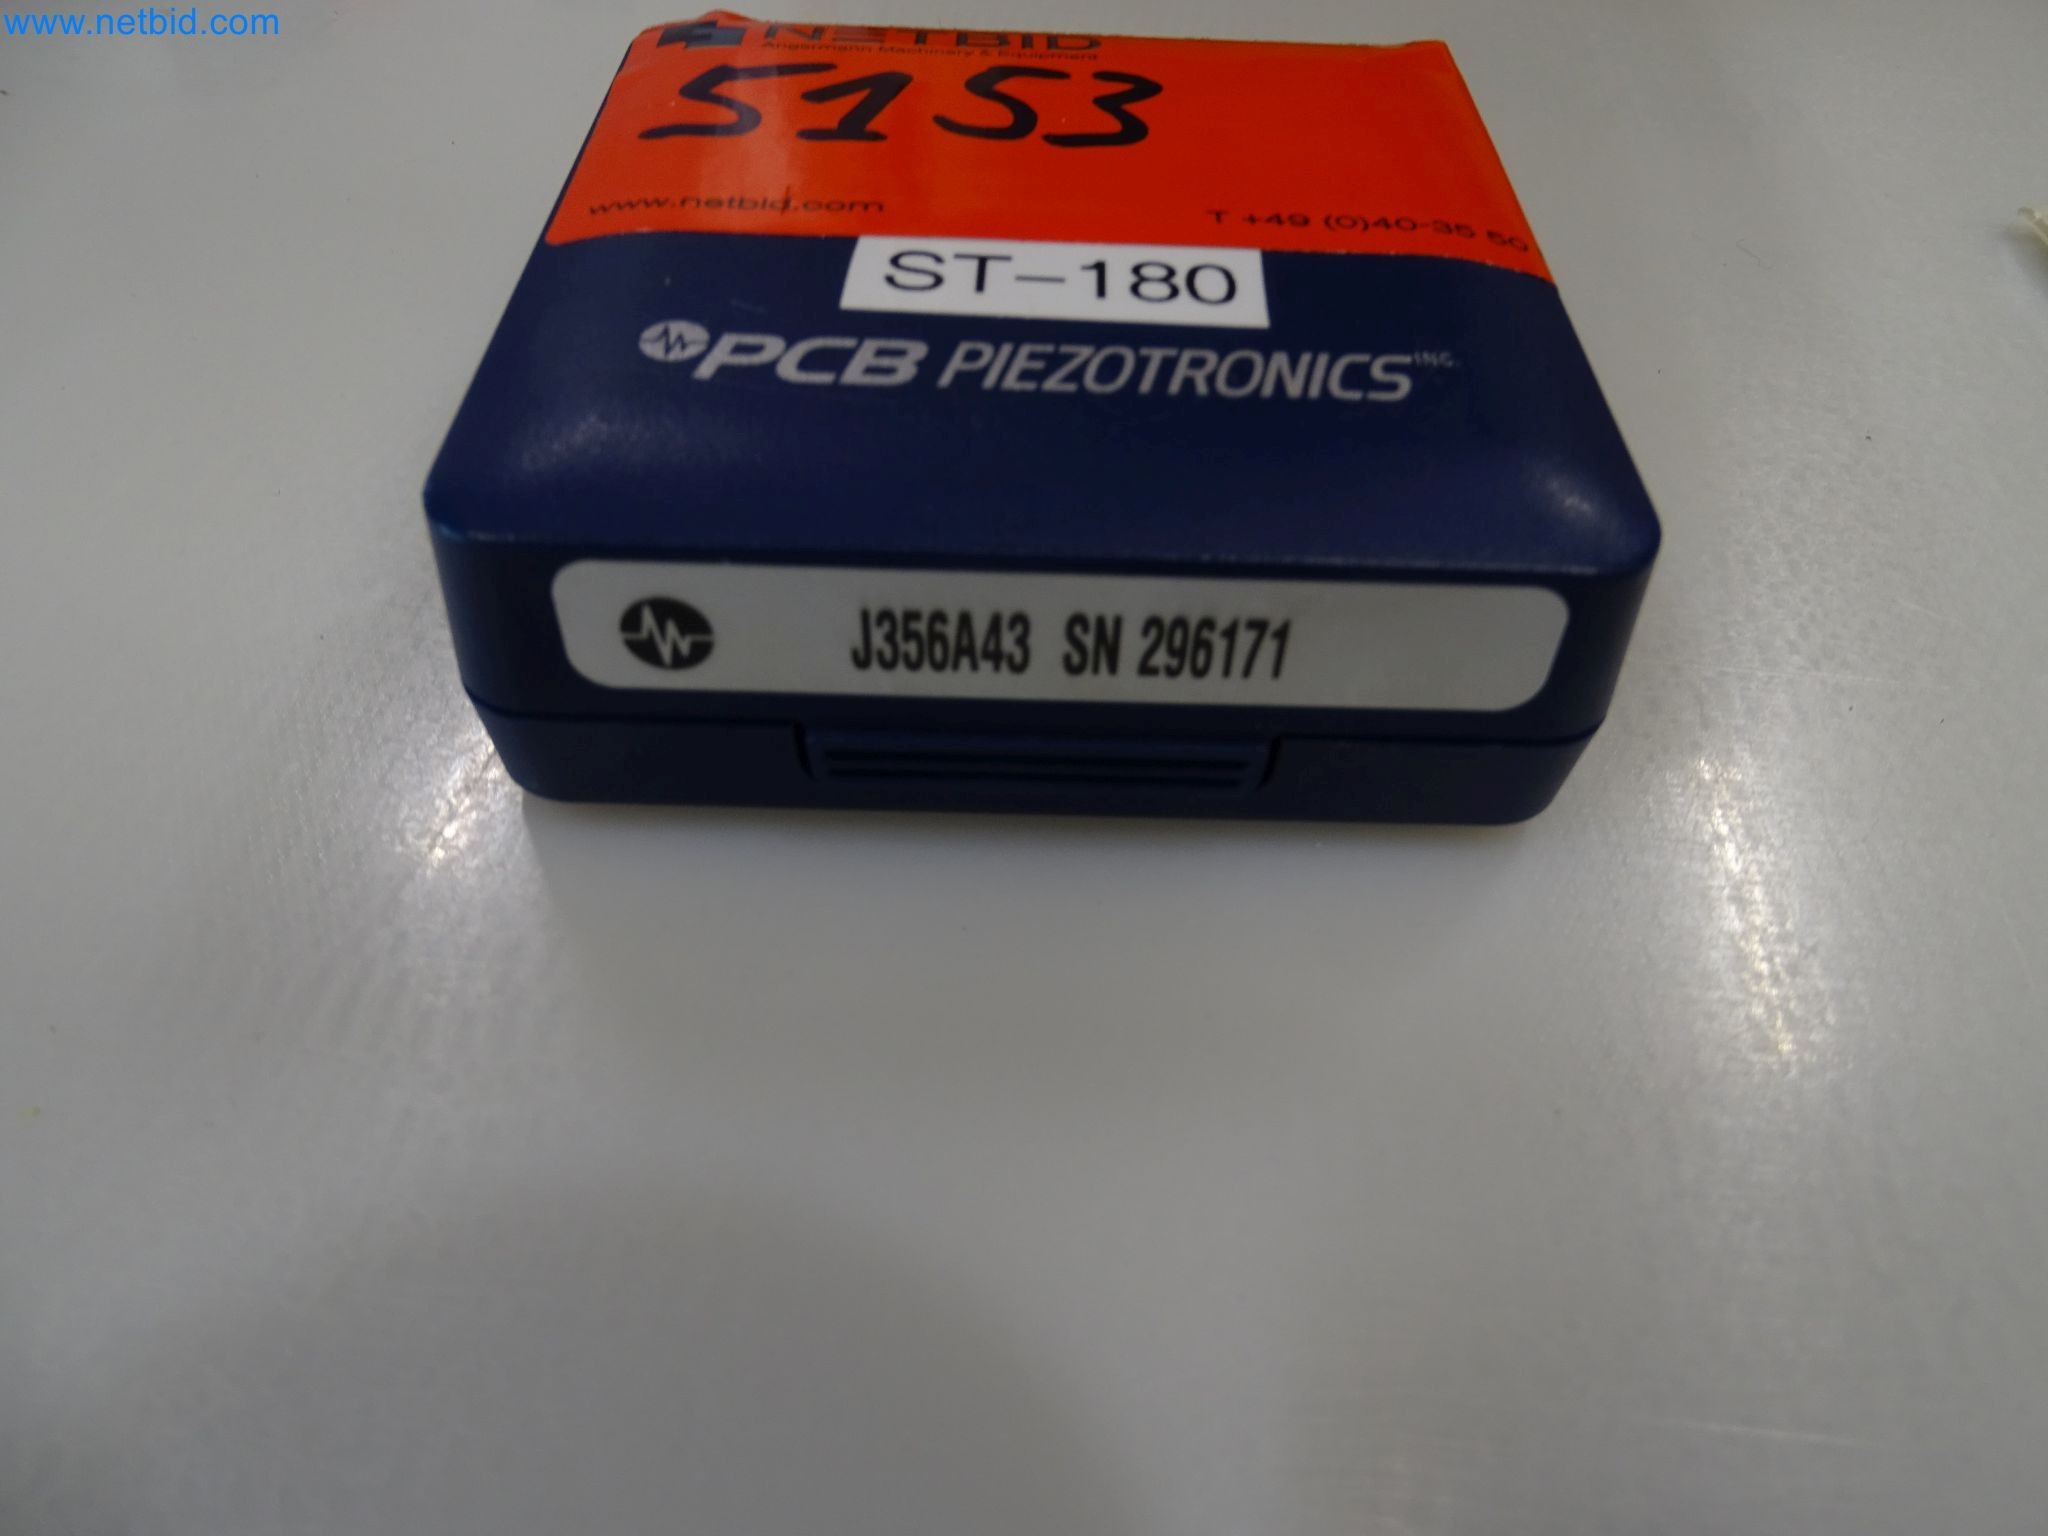 www.netbid.com
NETBID
Angermann Machinery & Equipment
5153
www.netbid.com
T +49 (0)40-35 50
ST-180
PCB PIEZOTRONICS INC.
J356A43 SN 296171